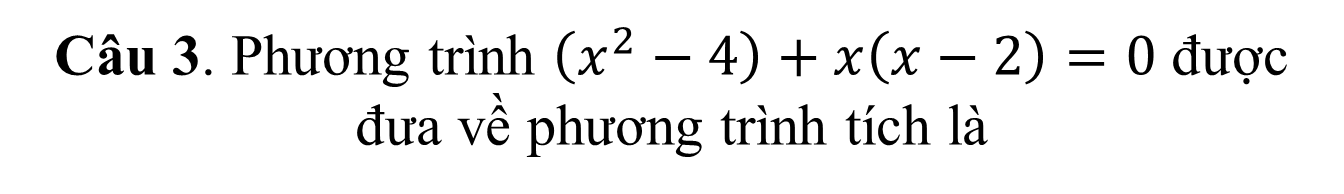 Câu 3. Phương trình (x² − 4) + x(x − 2) = 0 được
đưa về phương trình tích là